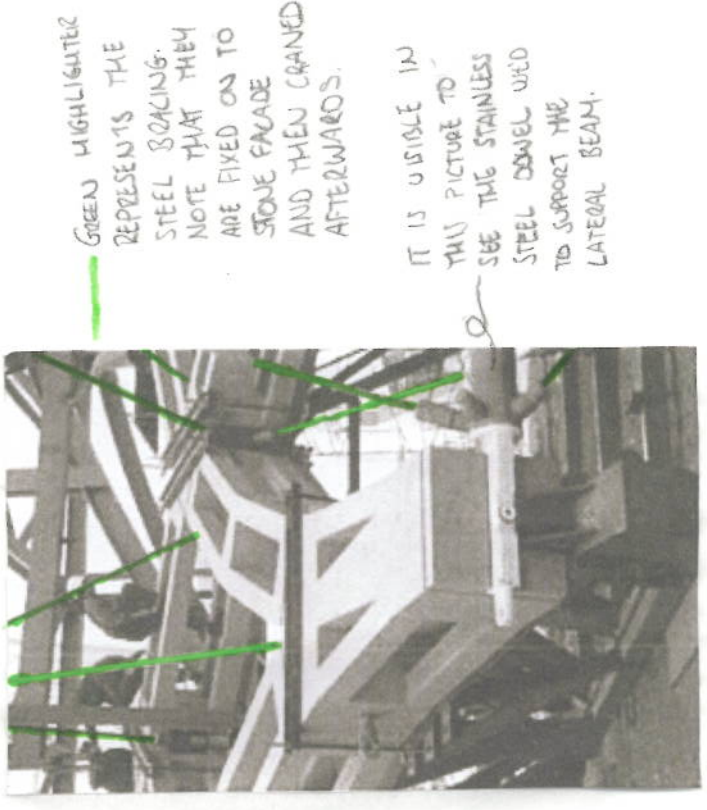 GREEN HIGHLIGHTER
REPRESENTS THE
STEEL BRACING.
NOTE THAT THEY
ARE FIXED ON TO
STONE FACADE
AND THEN CRANED
AFTERWARDS.
IT IS VISIBLE IN
THIS PICTURE TO
SEE THE STAINLESS
STEEL DOWEL USED
TO SUPPORT THE
LATERAL BEAM.